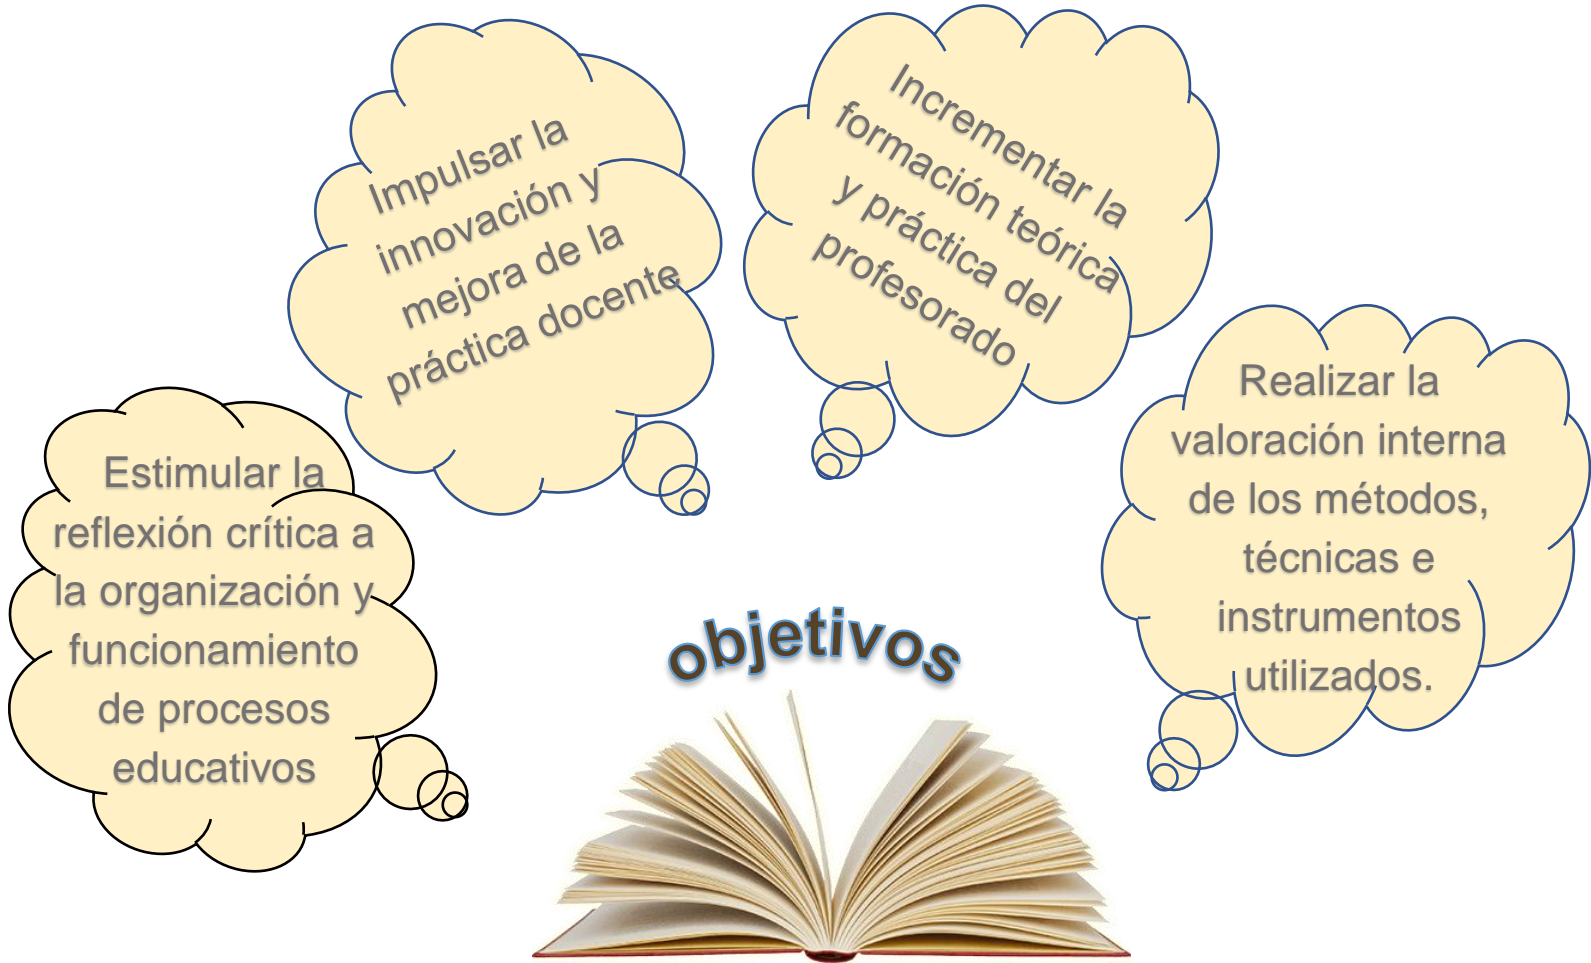 Estimular la
reflexión crítica a
la organización y
funcionamiento
de procesos
educativos
Impulsar la
innovación y
mejora de la
práctica docente
Incrementar la
formación teórica
y práctica del
profesorado
Realizar la
valoración interna
de los métodos,
técnicas e
instrumentos
utilizados.
objetivos